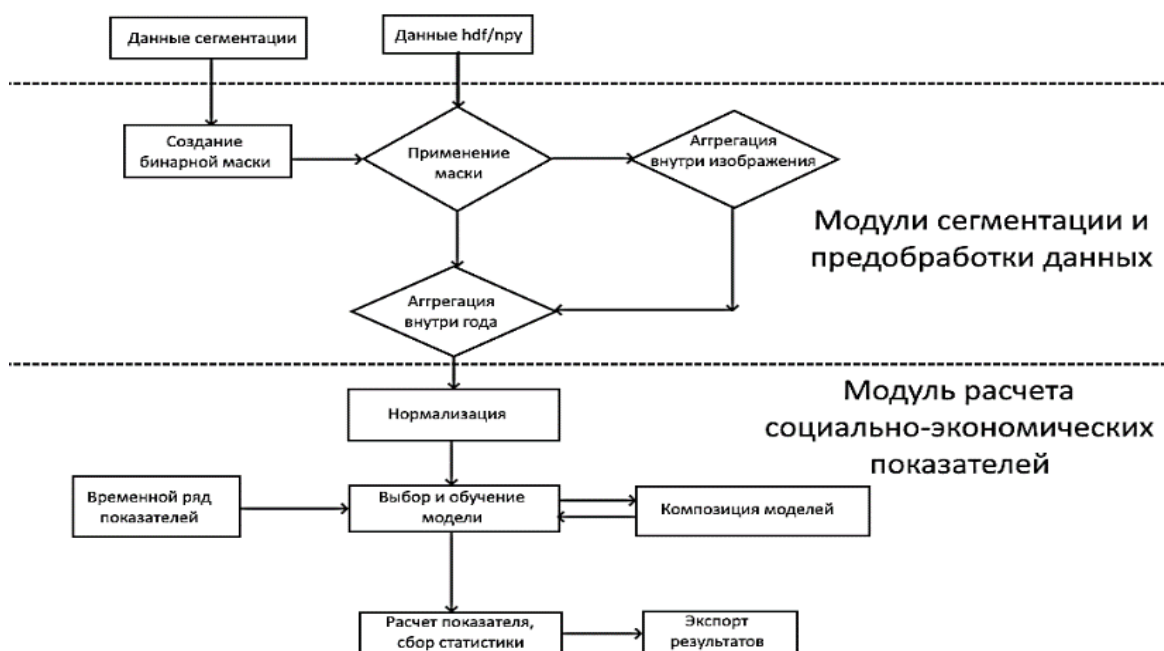 Данные сегментации
Данные hdf/npy
Создание
бинарной маски
Применение
маски
Аггрегация
внутри изображения
Модули сегментации и
предобработки данных
Аггрегация
внутри года
Модуль расчета
социально-экономических
показателей
Нормализация
Временной ряд
показателей
Выбор и обучение
модели
Композиция моделей
Расчет показателя,
сбор статистики
Экспорт
результатов